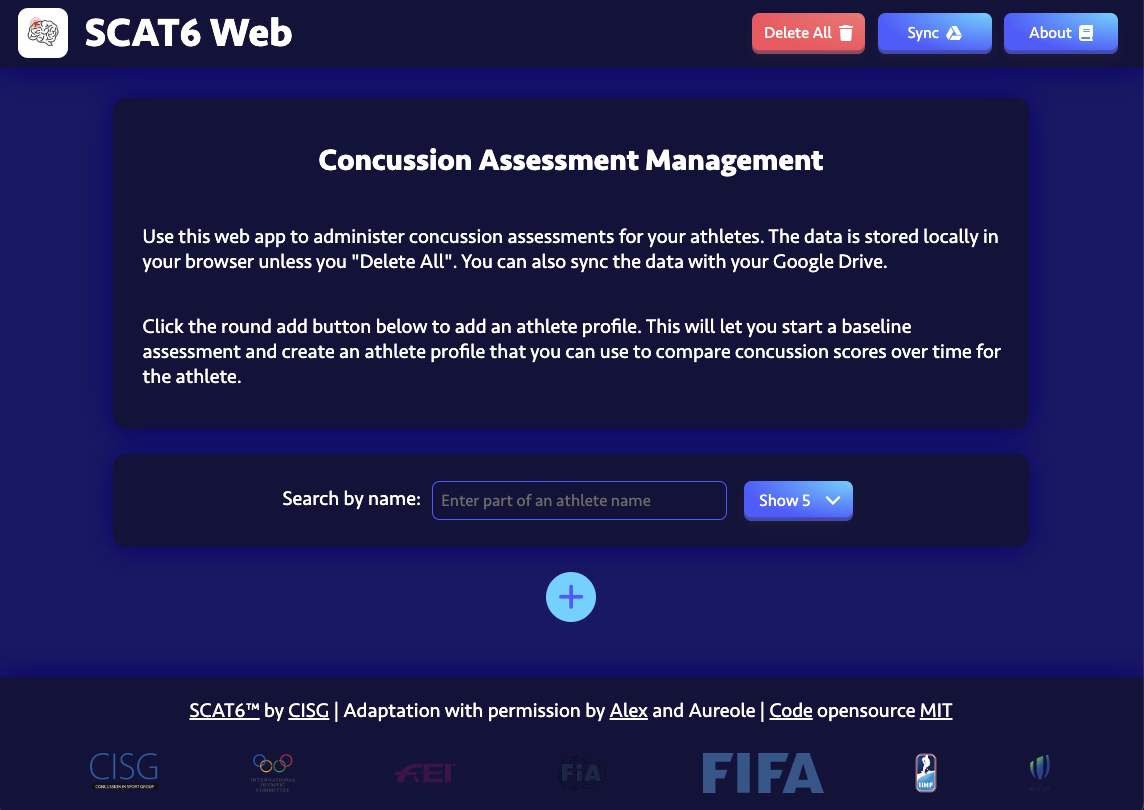 SCAT6 Web
Delete All
Sync
About
Concussion Assessment Management
Use this web app to administer concussion assessments for your athletes. The data is stored locally in
your browser unless you "Delete All". You can also sync the data with your Google Drive.
Click the round add button below to add an athlete profile. This will let you start a baseline
assessment and create an athlete profile that you can use to compare concussion scores over time for
the athlete.
Search by name:
Enter part of an athlete name
Show 5
SCAT6™ by CISG | Adaptation with permission by Alex and Aureole | Code opensource MIT
CISG
CONCUSSION IN SPORT GROUP
INTERNATIONAL
OLYMPIC
COMMITTEE
FEI
FIA
FIFA
IIHF